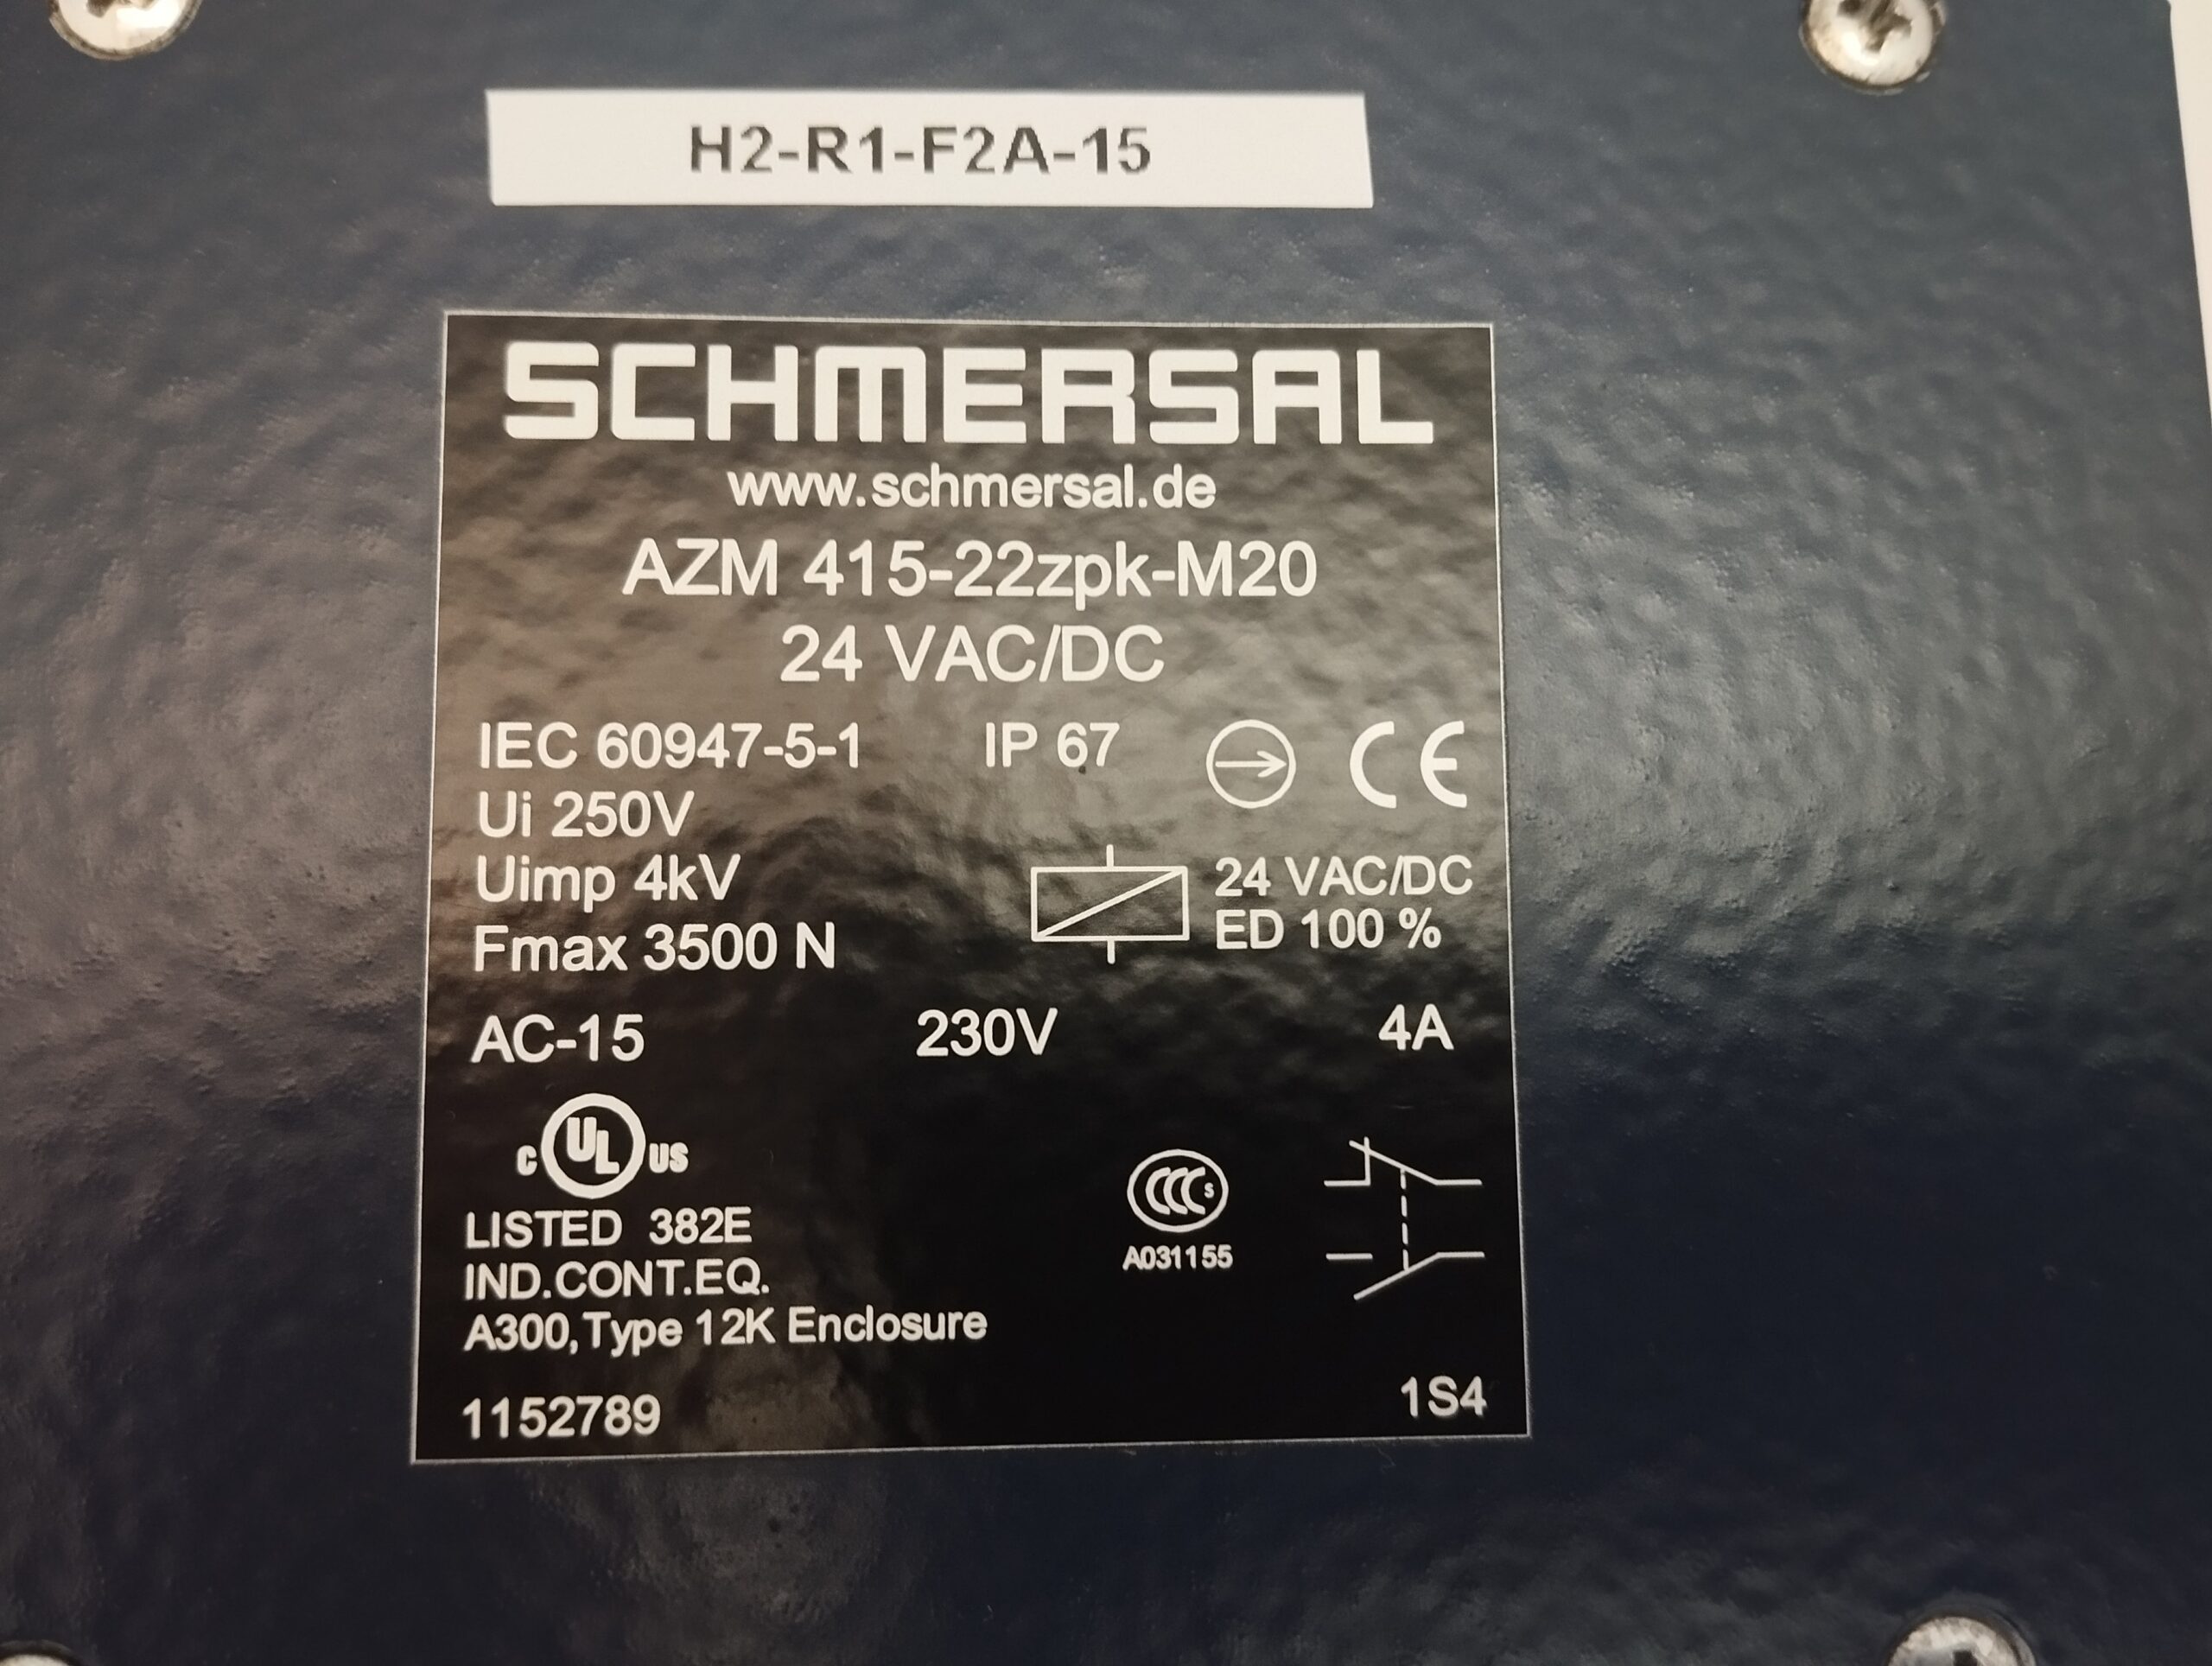 H2-R1-F2A-15
SCHMERSAL
www.schmersal.de
AZM 415-22zpk-M20
24 VAC/DC
IEC 60947-5-1 IP 67 CE
Ui 250V
Uimp 4kV
24 VAC/DC
Fmax 3500 N
ED 100 %
AC-15 230V 4A
c UL us
CCC S
LISTED 382E
A031155
IND.CONT.EQ.
A300, Type 12K Enclosure
1152789 1S4